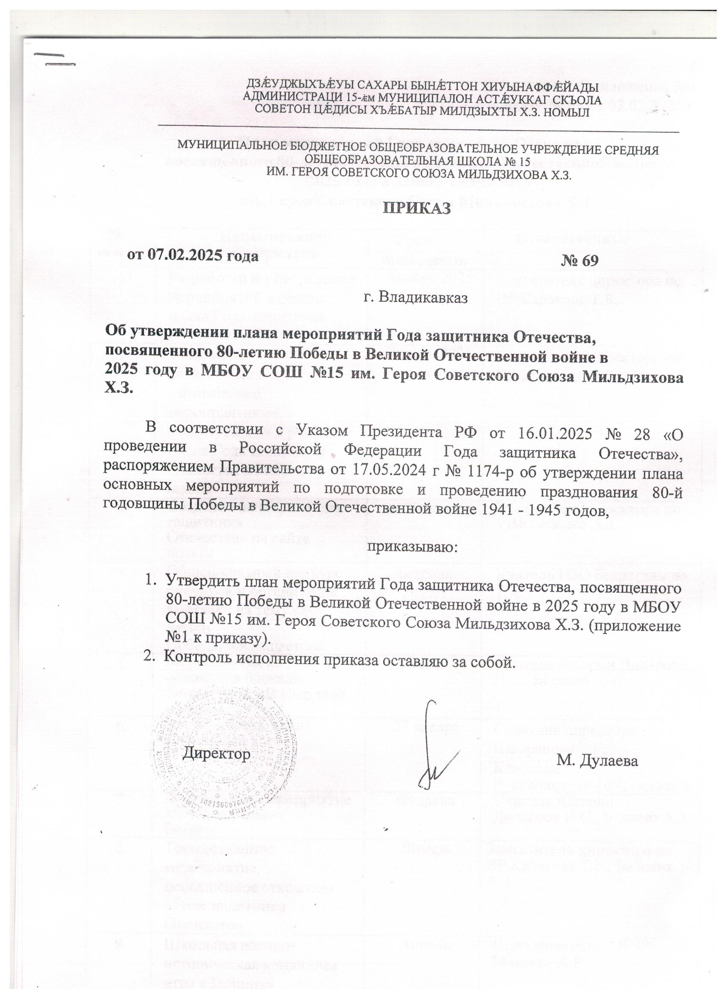 ДЗǼУДЖЫХЪǼУЫ САХАРЫ БЫНǼТТОН ХИУЫНАФФǼЙАДЫ
АДМИНИСТРАЦИ 15-ǽм МУНИЦИПАЛОН АСТǼУККАГ СКЪОЛА
СОВЕТОН ЦǼДИСЫ ХЪǼБАТЫР МИЛДЗЫХТЫ Х.З. НОМЫЛ
МУНИЦИПАЛЬНОЕ БЮДЖЕТНОЕ ОБЩЕОБРАЗОВАТЕЛЬНОЕ УЧРЕЖДЕНИЕ СРЕДНЯЯ
ОБЩЕОБРАЗОВАТЕЛЬНАЯ ШКОЛА № 15
ИМ. ГЕРОЯ СОВЕТСКОГО СОЮЗА МИЛЬДЗИХОВА Х.З.
ПРИКАЗ
от 07.02.2025 года № 69
г. Владикавказ
Об утверждении плана мероприятий Года защитника Отечества,
посвященного 80-летию Победы в Великой Отечественной войне в
2025 году в МБОУ СОШ №15 им. Героя Советского Союза Мильдзихова
Х.З.
В соответствии с Указом Президента РФ от 16.01.2025 № 28 «О
проведении в Российской Федерации Года защитника Отечества»,
распоряжением Правительства от 17.05.2024 г № 1174-р об утверждении плана
основных мероприятий по подготовке и проведению празднования 80-й
годовщины Победы в Великой Отечественной войне 1941 - 1945 годов,
приказываю:
1. Утвердить план мероприятий Года защитника Отечества, посвященного
80-летию Победы в Великой Отечественной войне в 2025 году в МБОУ
СОШ №15 им. Героя Советского Союза Мильдзихова Х.З. (приложение
№1 к приказу).
2. Контроль исполнения приказа оставляю за собой.
Директор М. Дулаева